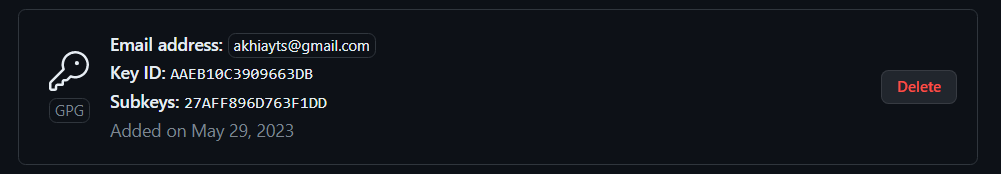 Email address: akhiayts@gmail.com
Key ID: AAEB10C3909663DB
Subkeys: 27AFF896D763F1DD
Added on May 29, 2023
GPG
Delete